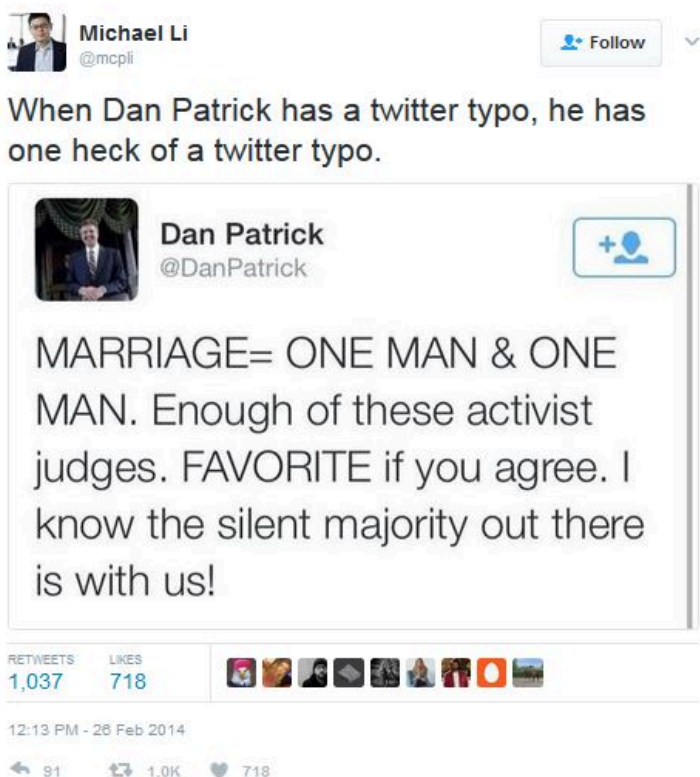 Michael Li
@mcpli
Follow
When Dan Patrick has a twitter typo, he has
one heck of a twitter typo.
Dan Patrick
@DanPatrick
MARRIAGE= ONE MAN & ONE
MAN. Enough of these activist
judges. FAVORITE if you agree. I
know the silent majority out there
is with us!
RETWEETS LIKES
1,037 718
12:13 PM - 26 Feb 2014
91 1.0K 718